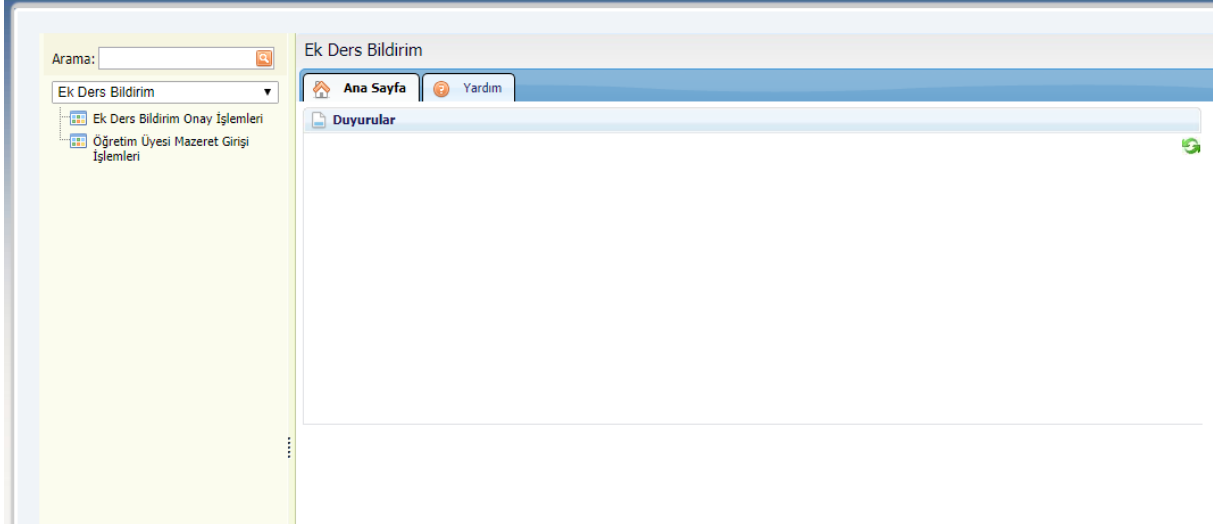 Arama:
Ek Ders Bildirim
Ek Ders Bildirim Onay İşlemleri
Öğretim Üyesi Mazeret Girişi
İşlemleri
Ek Ders Bildirim
Ana Sayfa
Yardım
Duyurular